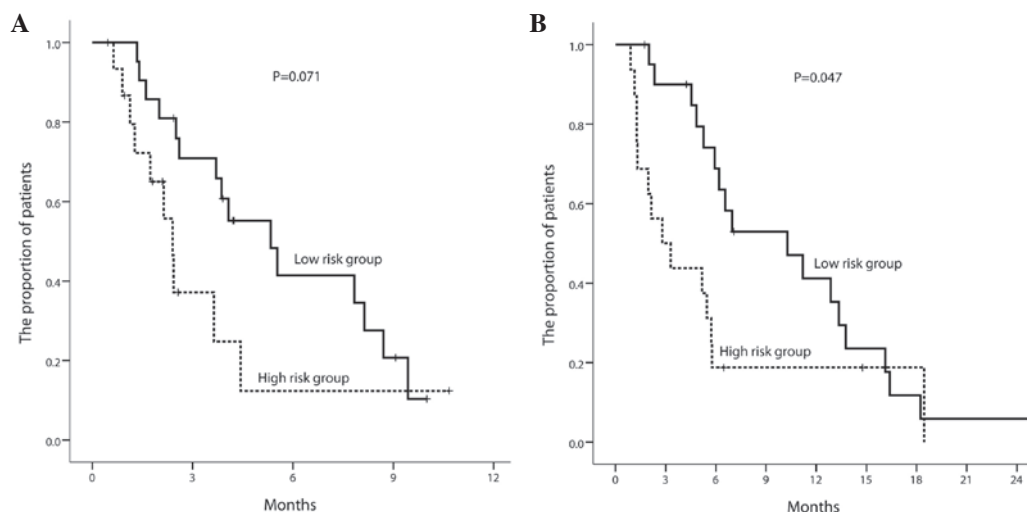 A
The proportion of patients
1.0
0.8
0.6
0.4
0.2
0.0
P=0.071
Low risk group
High risk group
0 3 6 9 12
Months
B
The proportion of patients
1.0
0.8
0.6
0.4
0.2
0.0
P=0.047
Low risk group
High risk group
0 3 6 9 12 15 18 21 24
Months